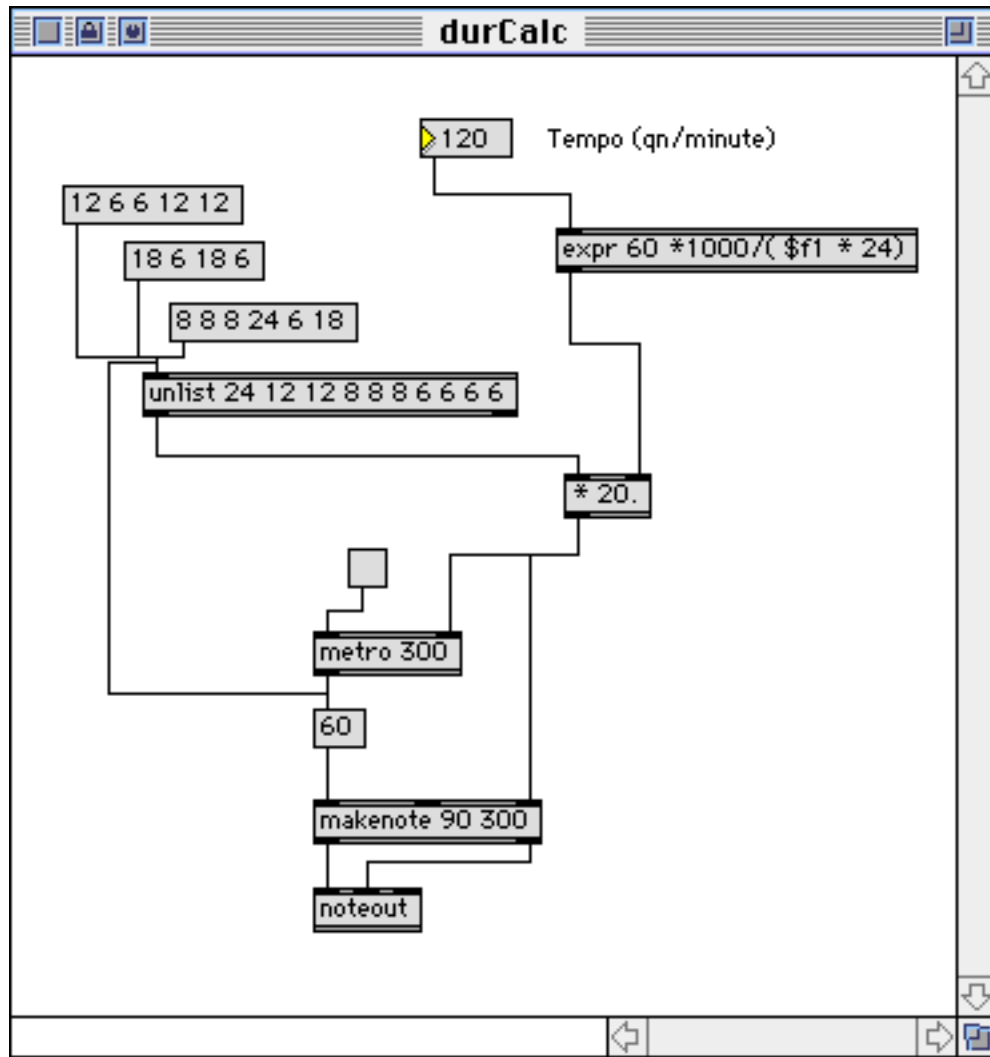 durCalc
120
Tempo (qn/minute)
12 6 6 12 12
expr 60 *1000/( $f1 * 24)
18 6 18 6
8 8 8 24 6 18
unlist 24 12 12 8 8 8 6 6 6 6
* 20.
metro 300
60
makenote 90 300
noteout